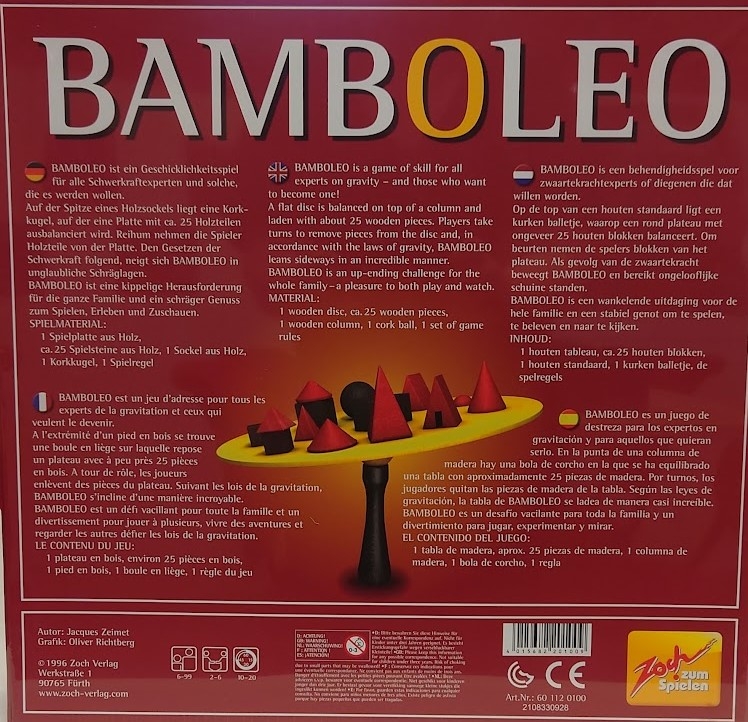 BAMBOLEO
BAMBOLEO ist ein Geschicklichkeitsspiel
für alle Schwerkraftexperten und solche,
die es werden wollen.
Auf der Spitze eines Holzsockels liegt eine Kork-
kugel, auf der eine Platte mit ca. 25 Holzteilen
ausbalanciert wird. Reihum nehmen die Spieler
Holzteile von der Platte. Den Gesetzen der
Schwerkraft folgend, neigt sich BAMBOLEO in
unglaubliche Schräglagen.
BAMBOLEO ist eine kippelige Herausforderung
für die ganze Familie und ein schräger Genuss
zum Spielen, Erleben und Zuschauen.
SPIELMATERIAL:
1 Spielplatte aus Holz,
ca. 25 Spielsteine aus Holz, 1 Sockel aus Holz,
1 Korkkugel, 1 Spielregel
BAMBOLEO is a game of skill for all
experts on gravity – and those who want
to become one!
A flat disc is balanced on top of a column and
laden with about 25 wooden pieces. Players take
turns to remove pieces from the disc and, in
accordance with the laws of gravity, BAMBOLEO
leans sideways in an incredible manner.
BAMBOLEO is an up-ending challenge for the
whole family – a pleasure to both play and watch.
MATERIAL:
1 wooden disc, ca. 25 wooden pieces,
1 wooden column, 1 cork ball, 1 set of game
rules
BAMBOLEO is een behendigheidsspel voor
zwaartekrachtexperts of diegenen die dat
willen worden.
Op de top van een houten standaard ligt een
kurken balletje, waarop een rond plateau met
ongeveer 25 houten blokken balanceert. Om
beurten nemen de spelers blokken van het
plateau. Als gevolg van de zwaartekracht
beweegt BAMBOLEO en bereikt ongelooflijke
schuine standen.
BAMBOLEO is een wankelende uitdaging voor de
hele familie en een stabiel genot om te spelen,
te beleven en naar te kijken.
INHOUD:
1 houten tableau, ca. 25 houten blokken,
1 houten standaard, 1 kurken balletje, de
spelregels
BAMBOLEO est un jeu d'adresse pour tous les
experts de la gravitation et ceux qui
veulent le devenir.
A l'extrémité d'un pied en bois se trouve
une boule en liège sur laquelle repose
un plateau avec à peu près 25 pièces
en bois. A tour de rôle, les joueurs
enlèvent des pièces du plateau. Suivant les lois de la gravitation,
BAMBOLEO s'incline d'une manière incroyable.
BAMBOLEO est un défi vacillant pour toute la famille et un
divertissement pour jouer à plusieurs, vivre des aventures et
regarder les autres défier les lois de la gravitation.
LE CONTENU DU JEU:
1 plateau en bois, environ 25 pièces en bois,
1 pied en bois, 1 boule en liège, 1 règle du jeu
BAMBOLEO es un juego de
destreza para los expertos en
gravitación y para aquellos que quieran
serlo. En la punta de una columna de
madera hay una bola de corcho en la que se ha equilibrado
una tabla con aproximadamente 25 piezas de madera. Por turnos, los
jugadores quitan las piezas de madera de la tabla. Según las leyes de
gravitación, la tabla de BAMBOLEO se ladea de manera casi increíble.
BAMBOLEO es un desafío vacilante para toda la familia y un
divertimiento para jugar, experimentar y mirar.
EL CONTENIDO DEL JUEGO:
1 tabla de madera, aprox. 25 piezas de madera, 1 columna de
madera, 1 bola de corcho, 1 regla
Autor: Jacques Zeimet
Grafik: Oliver Richtberg
© 1996 Zoch Verlag
Werkstraße 1
90765 Fürth
www.zoch-verlag.com
6-99
2-6
10-20
D: ACHTUNG!
GB: WARNING!
NL: WAARSCHUWING!
F: ATTENTION !
ES: ¡ATENCIÓN!
0-3
CE
Art.Nr.: 60 112 0100
2108330928
Zoch
zum
Spielen